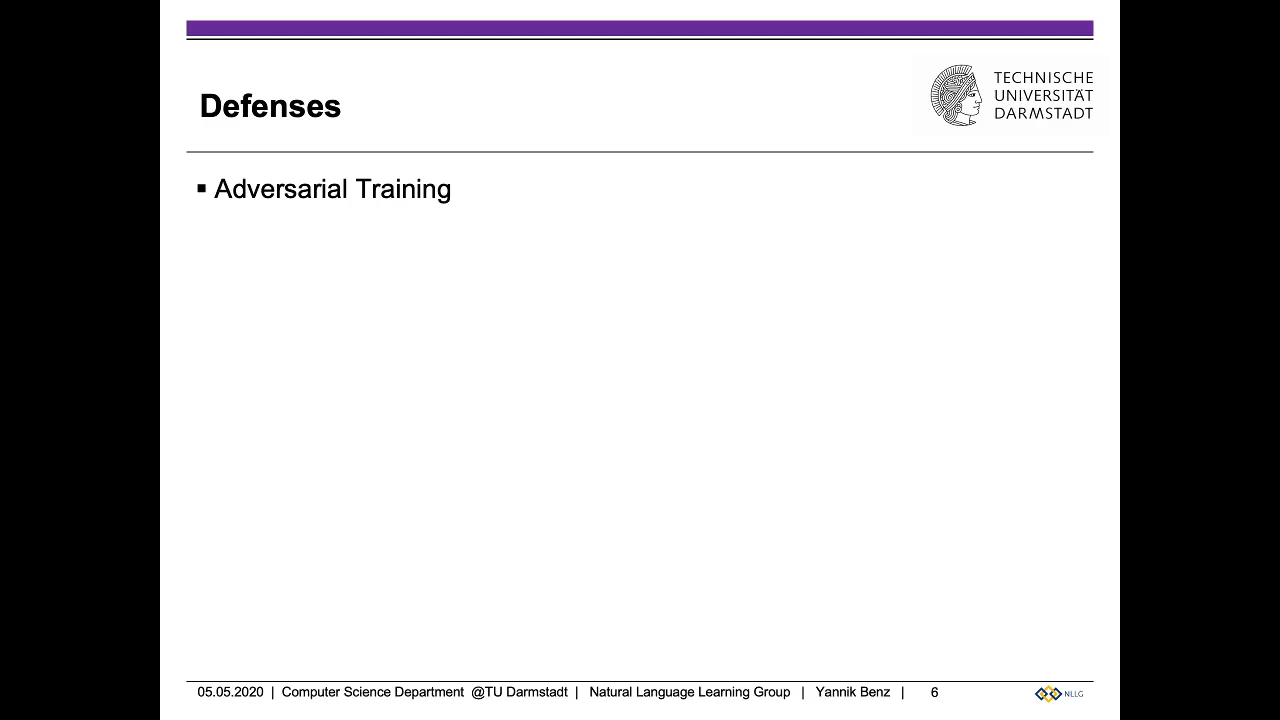 Defenses
TECHNISCHE
UNIVERSITÄT
DARMSTADT
▪ Adversarial Training
05.05.2020 | Computer Science Department @TU Darmstadt | Natural Language Learning Group | Yannik Benz | 6
NLLG